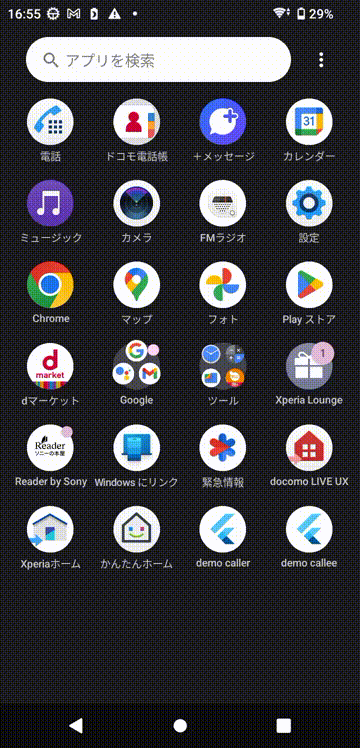 16:55 29%
アプリを検索
電話 ドコモ電話帳 +メッセージ カレンダー
31
ミュージック カメラ FMラジオ 設定
Chrome マップ フォト Play ストア
d market
dマーケット Google ツール Xperia Lounge
1
Reader ソニーの本屋
Reader by Sony Windows にリンク 緊急情報 docomo LIVE UX
Xperiaホーム かんたんホーム demo caller demo callee